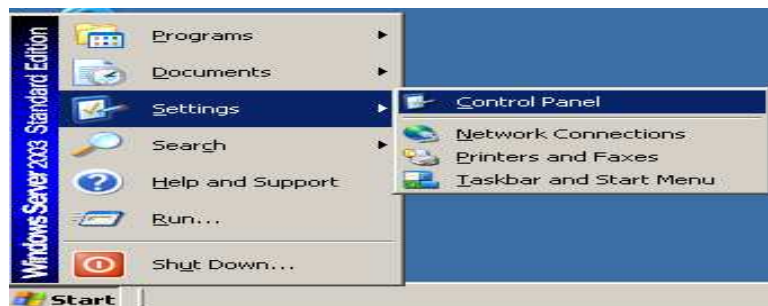 Windows Server 2003 Standard Edition
Programs
Documents
Settings
Search
Help and Support
Run...
Shut Down...
Control Panel
Network Connections
Printers and Faxes
Taskbar and Start Menu
Start